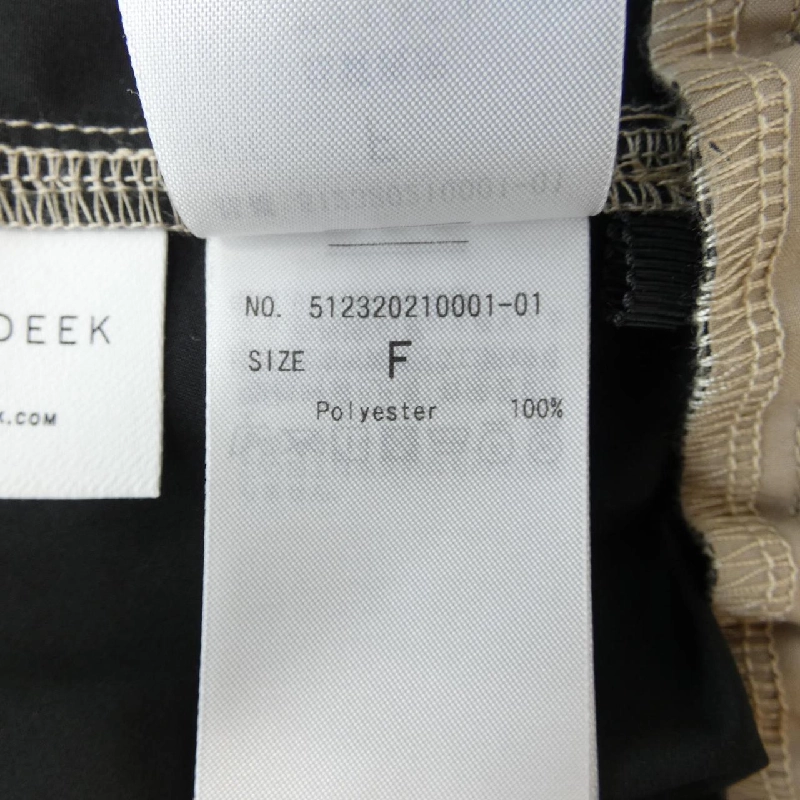 NO. 512320210001-01
SIZE F
Polyester 100%
DEEK
.COM